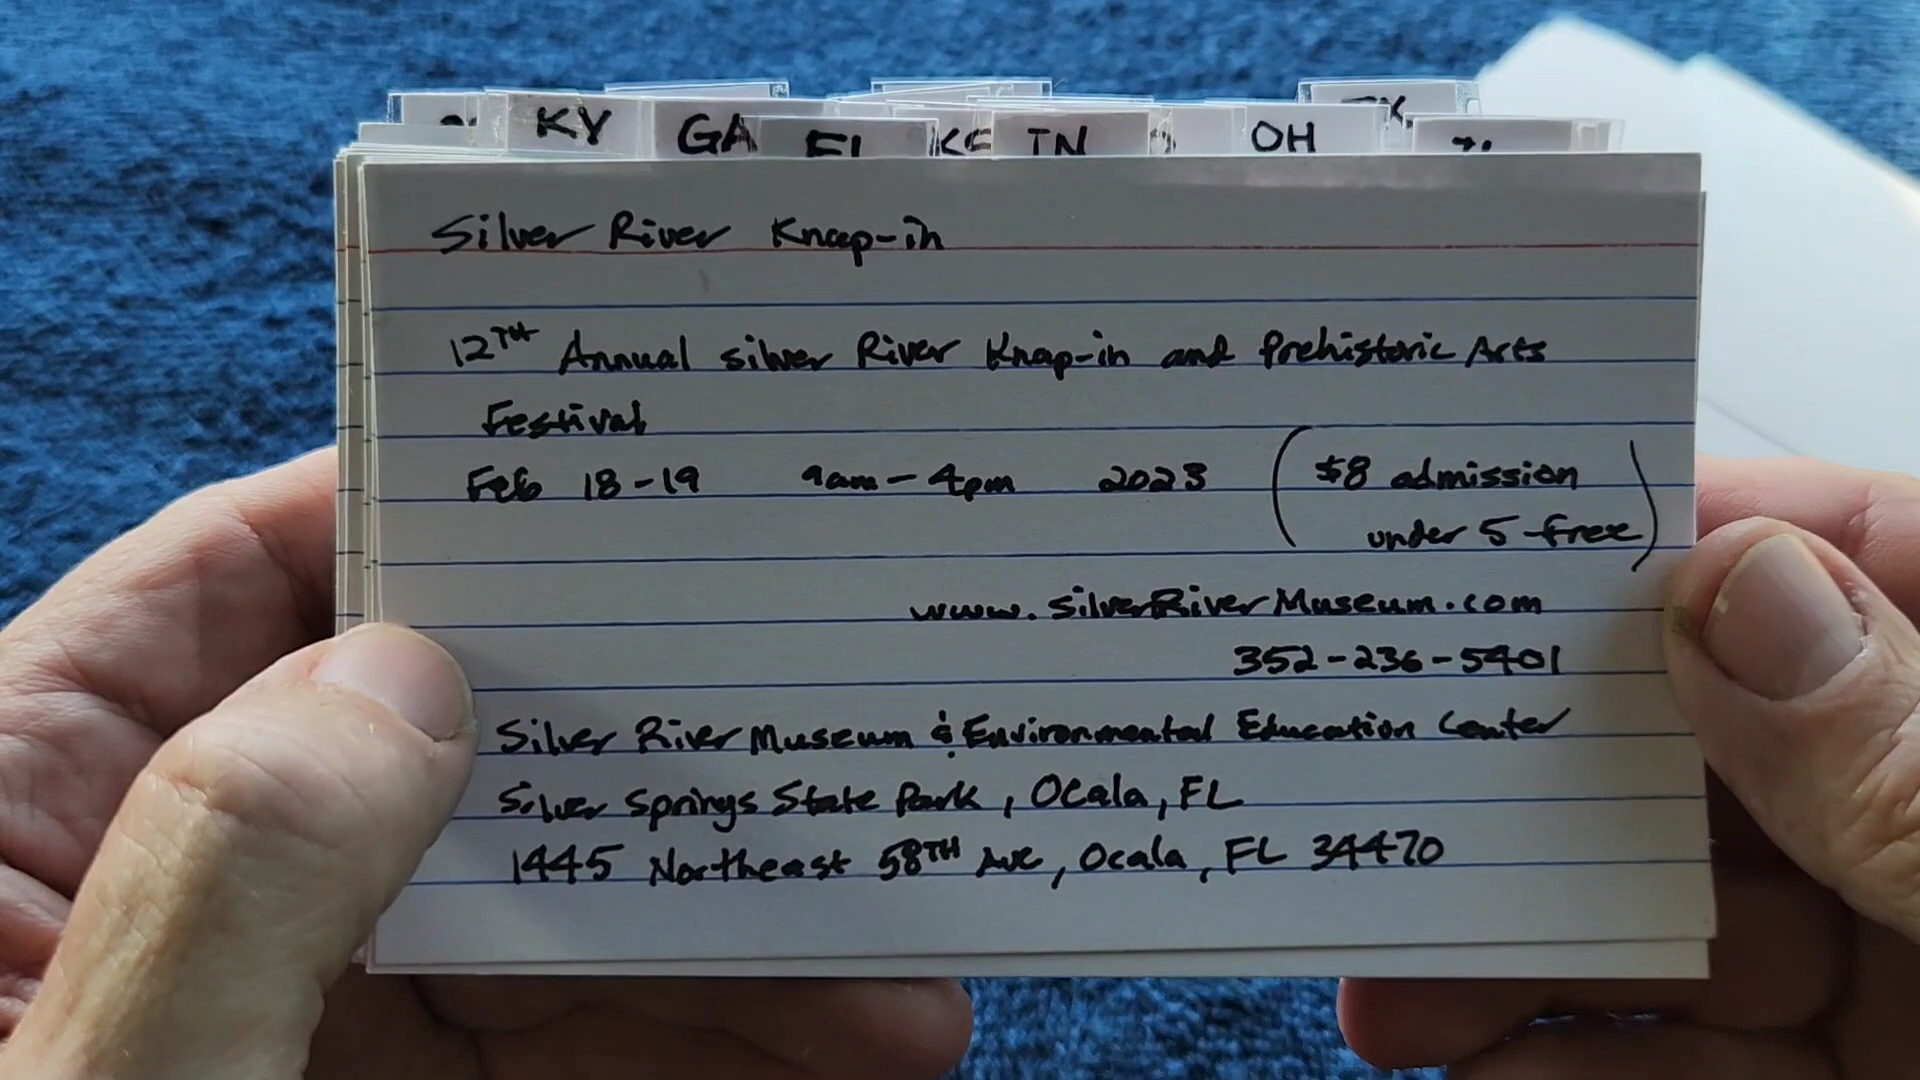 KY GA FL TN OH
Silver River Knap-in
12TH Annual Silver River Knap-in and Prehistoric Arts
Festival
Feb 18-19 9am-4pm 2023 ($8 admission
under 5 free)
www.SilverRiverMuseum.com
352-236-5401
Silver River Museum & Environmental Education Center
Silver Springs State Park, Ocala, FL
1445 Northeast 58TH Ave, Ocala, FL 34470